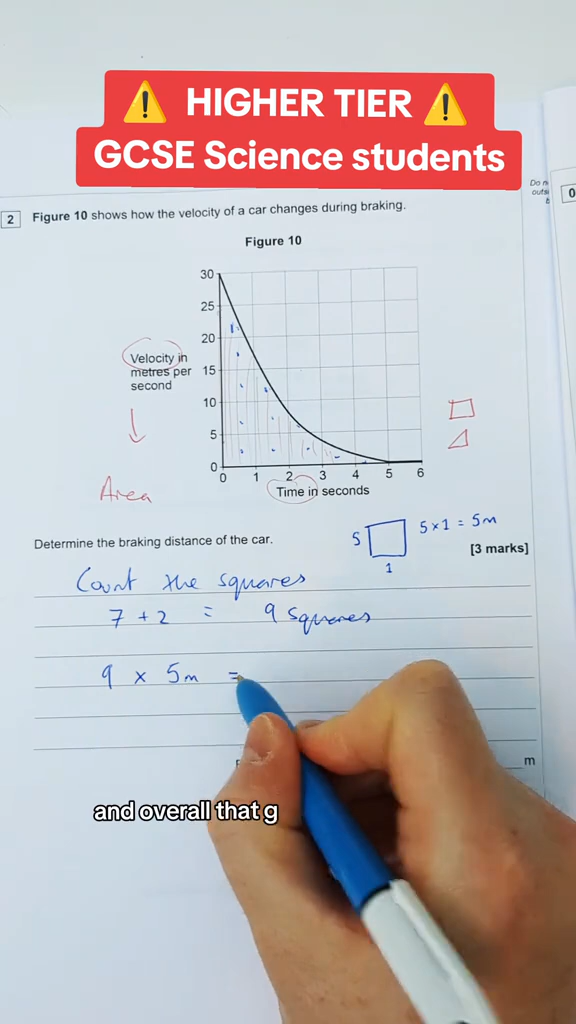 ⚠️ HIGHER TIER ⚠️
GCSE Science students
Do n
outsi
b
0
2 Figure 10 shows how the velocity of a car changes during braking.
Figure 10
30
25
20
15
10
5
0
Velocity in
metres per
second
0 1 2 3 4 5 6
Time in seconds
Area
Determine the braking distance of the car.
5
1
5 x 1 = 5m
[3 marks]
Count the squares
7 + 2 = 9 squares
9 x 5m =
m
and overall that g